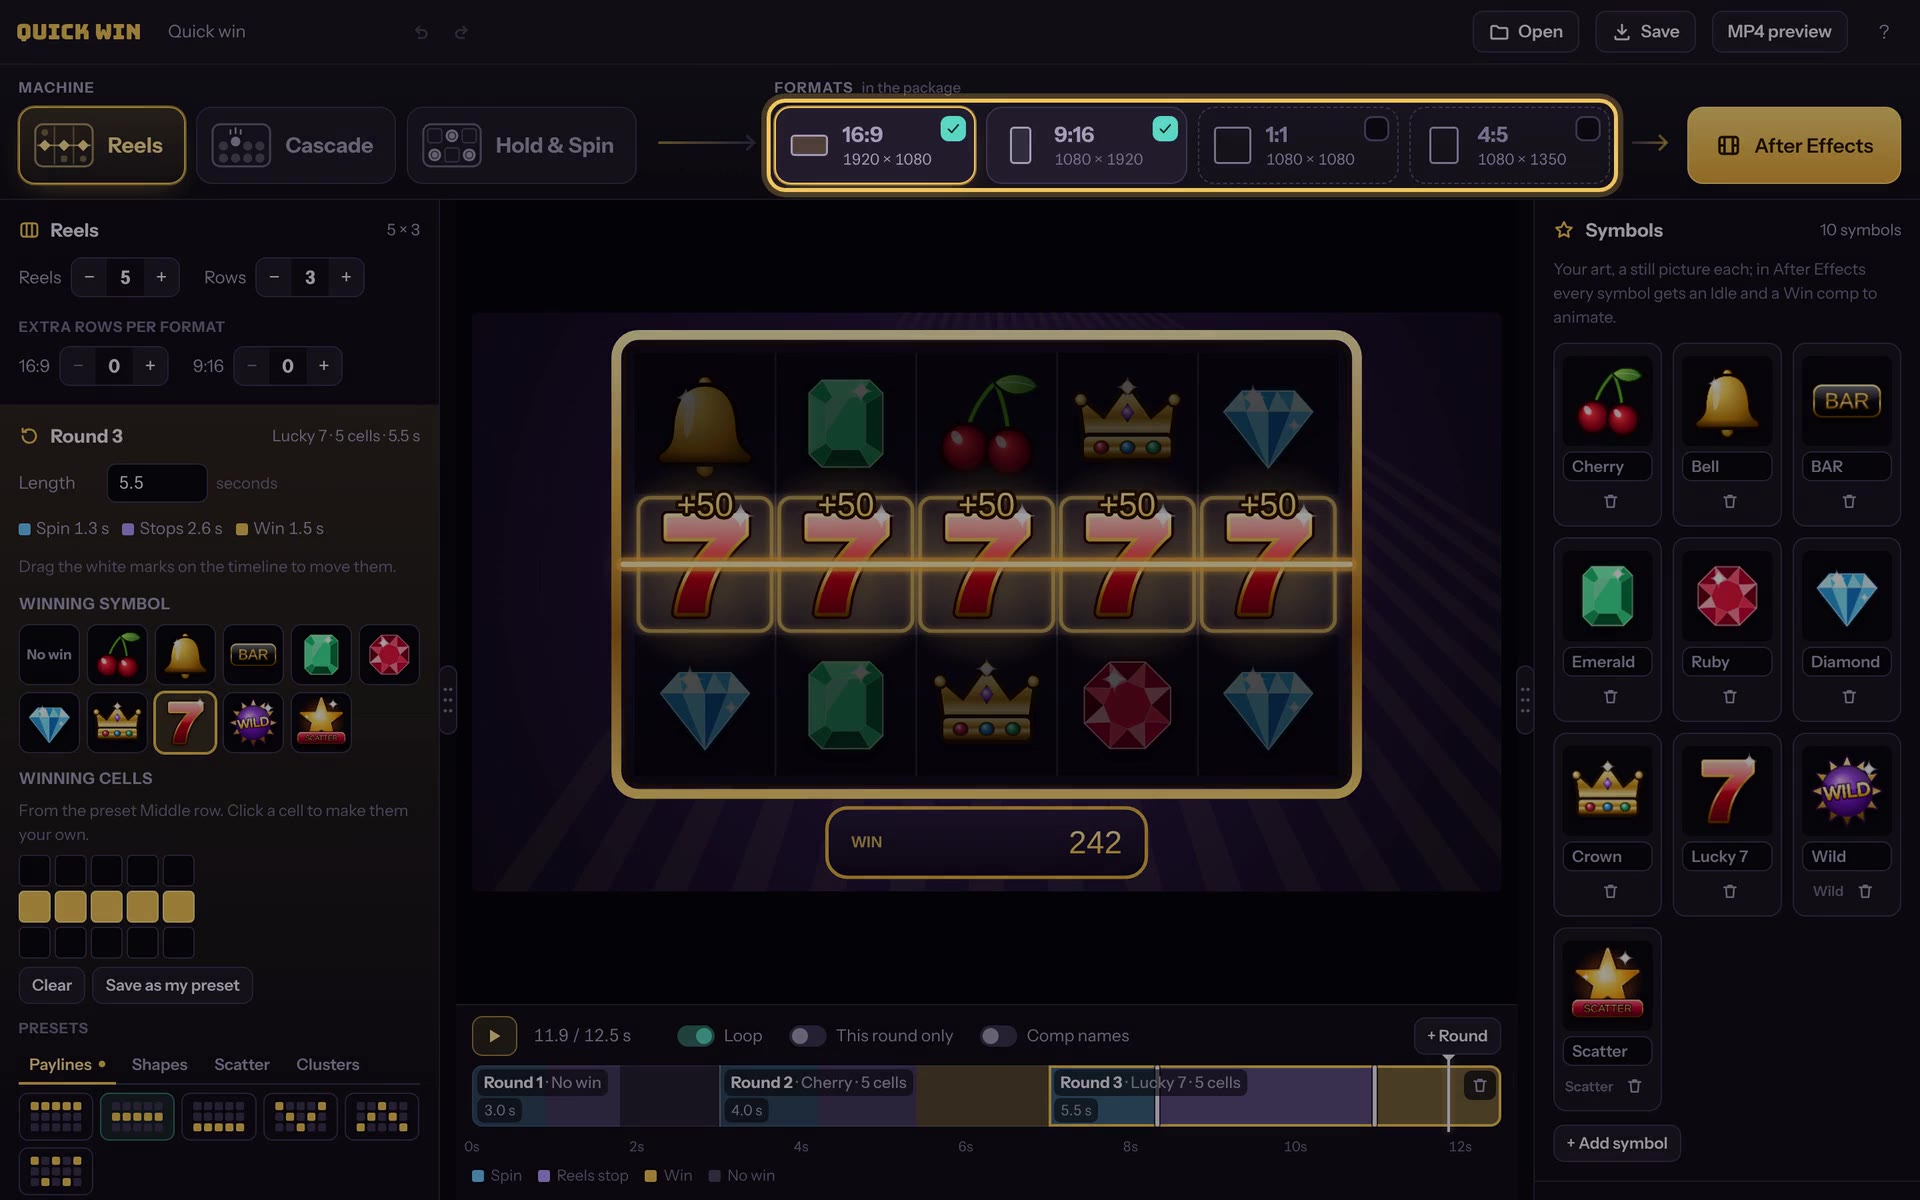 QUICK WIN
Quick win
Open
Save
MP4 preview
?
MACHINE
Reels
Cascade
Hold & Spin
FORMATS in the package
16:9
1920 × 1080
9:16
1080 × 1920
1:1
1080 × 1080
4:5
1080 × 1350
After Effects
Reels
5 × 3
Reels − 5 + Rows − 3 +
EXTRA ROWS PER FORMAT
16:9 − 0 + 9:16 − 0 +
Round 3
Lucky 7 · 5 cells · 5.5 s
Length 5.5 seconds
Spin 1.3 s Stops 2.6 s Win 1.5 s
Drag the white marks on the timeline to move them.
WINNING SYMBOL
No win
BAR
7
WILD
SCATTER
WINNING CELLS
From the preset Middle row. Click a cell to make them
your own.
Clear
Save as my preset
PRESETS
Paylines
Shapes
Scatter
Clusters
+50 +50 +50 +50 +50
7 7 7 7 7
WIN 242
11.9 / 12.5 s
Loop
This round only
Comp names
+ Round
Round 1 · No win
3.0 s
Round 2 · Cherry · 5 cells
4.0 s
Round 3 · Lucky 7 · 5 cells
5.5 s
0s 2s 4s 6s 8s 10s 12s
Spin Reels stop Win No win
Symbols
10 symbols
Your art, a still picture each; in After Effects
every symbol gets an Idle and a Win comp to
animate.
BAR
Cherry
Bell
BAR
Emerald
Ruby
Diamond
7
WILD
Crown
Lucky 7
Wild
Wild
SCATTER
Scatter
Scatter
+ Add symbol